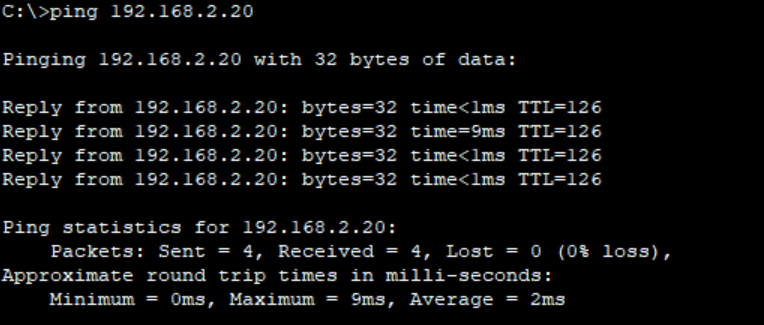 C:\>ping 192.168.2.20
Pinging 192.168.2.20 with 32 bytes of data:
Reply from 192.168.2.20: bytes=32 time<1ms TTL=126
Reply from 192.168.2.20: bytes=32 time=9ms TTL=126
Reply from 192.168.2.20: bytes=32 time<1ms TTL=126
Reply from 192.168.2.20: bytes=32 time<1ms TTL=126
Ping statistics for 192.168.2.20:
Packets: Sent = 4, Received = 4, Lost = 0 (0% loss),
Approximate round trip times in milli-seconds:
Minimum = 0ms, Maximum = 9ms, Average = 2ms